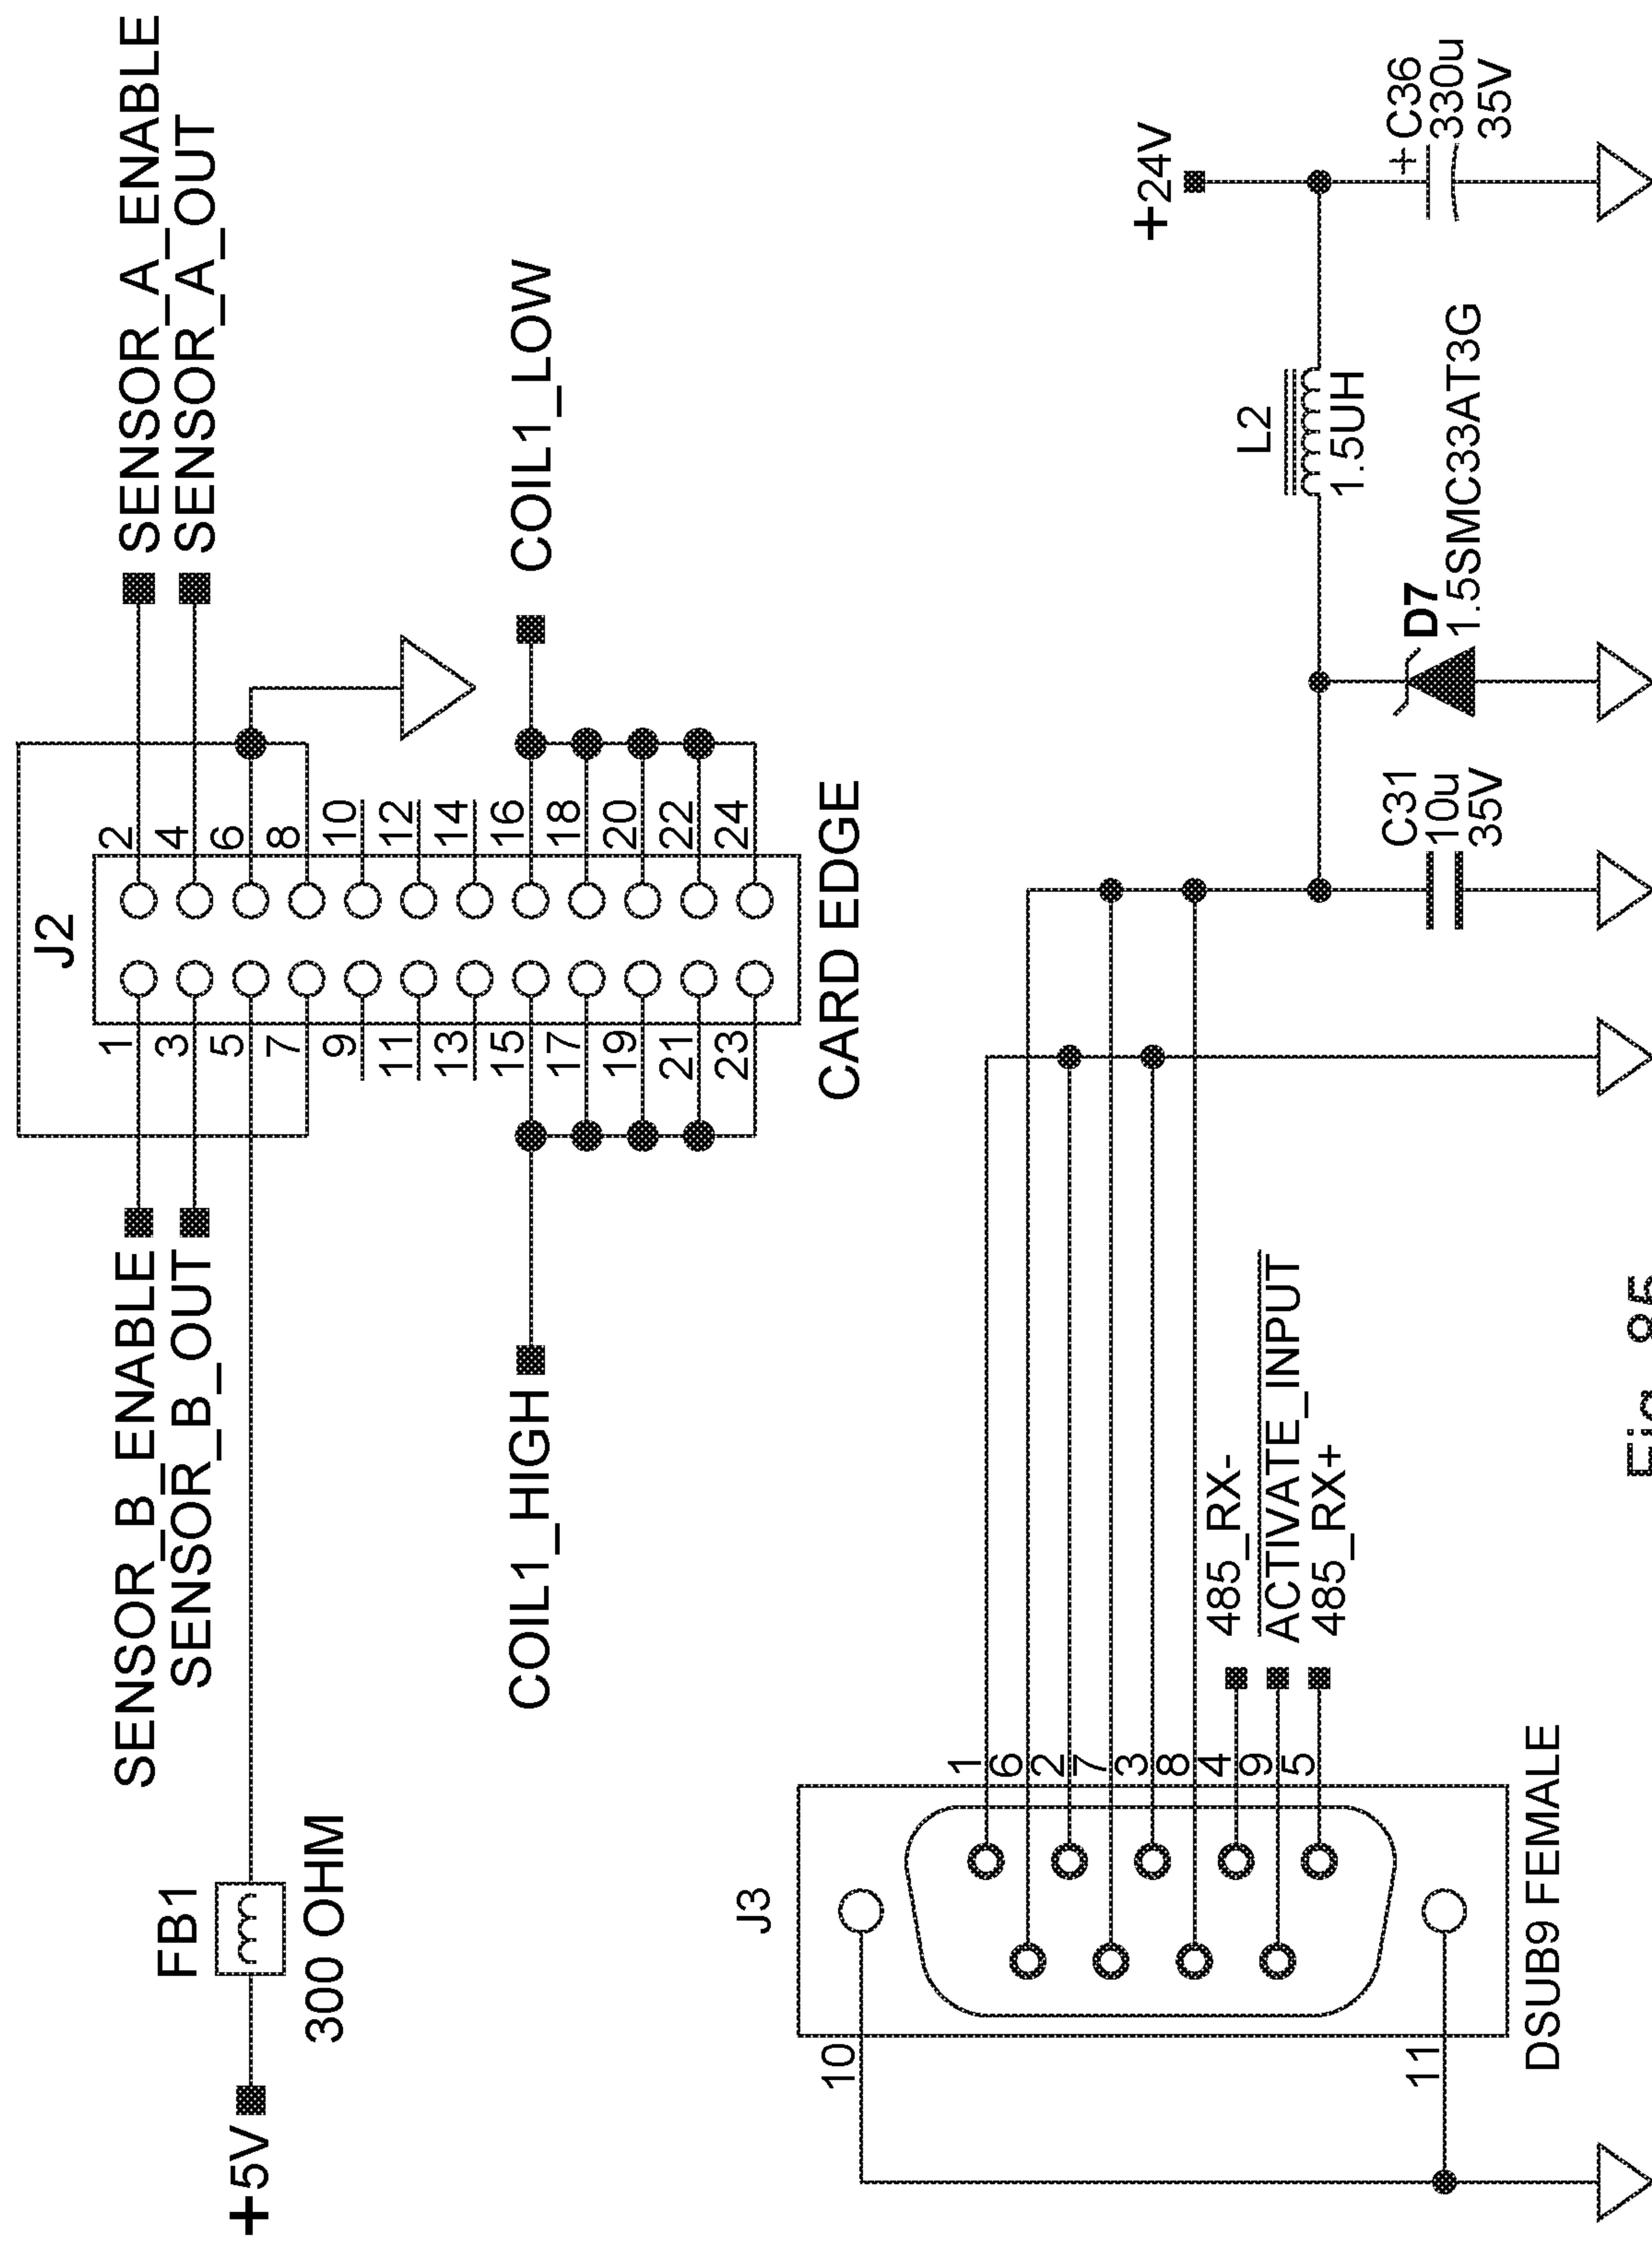 SENSOR_B_ENABLE
SENSOR_B_OUT
+5V
FB1
300 OHM
J2
1
3
5
7
9
11
13
15
17
19
21
23
2
4
6
8
10
12
14
16
18
20
22
24
SENSOR_A_ENABLE
SENSOR_A_OUT
COIL1_HIGH
COIL1_LOW
CARD EDGE
J3
10
11
1
6
2
7
3
8
4
9
5
485_RX-
ACTIVATE_INPUT
485_RX+
DSUB9 FEMALE
C31
10u
35V
D7
1.5SMC33AT3G
L2
1.5UH
+24V
+ C36
330u
35V
Fig. 85